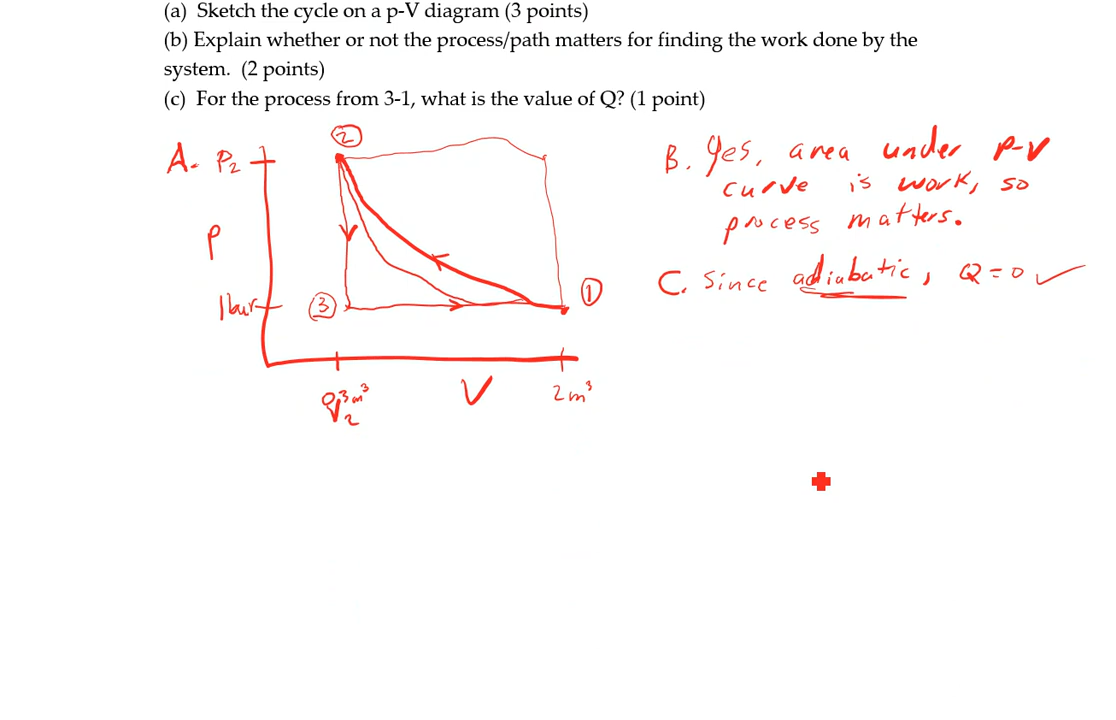 (a) Sketch the cycle on a p-V diagram (3 points)
(b) Explain whether or not the process/path matters for finding the work done by the
system. (2 points)
(c) For the process from 3-1, what is the value of Q? (1 point)
A. P₂
2
P
1bar
3
1
V
2m³
B. Yes, area under p-v
curve is work, so
process matters.
C. Since adiabatic, Q=0 ✓